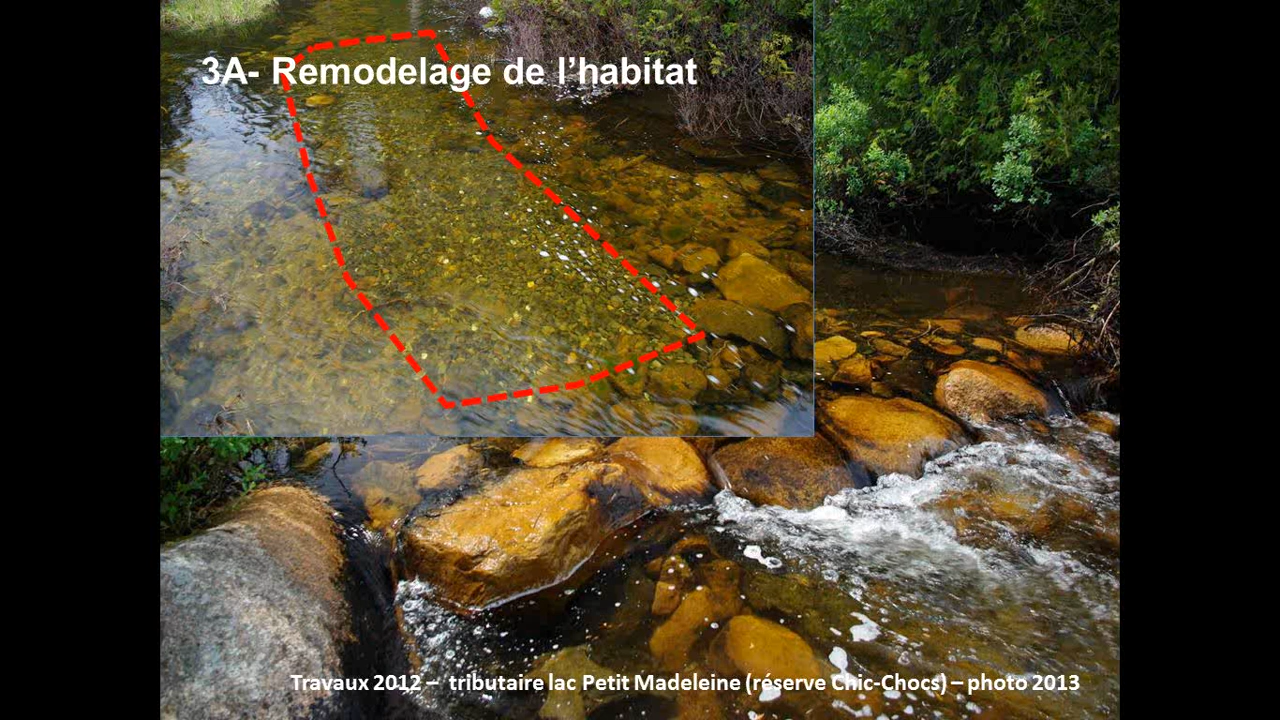 3A- Remodelage de l’habitat
Travaux 2012 – tributaire lac Petit Madeleine (réserve Chic-Chocs) – photo 2013